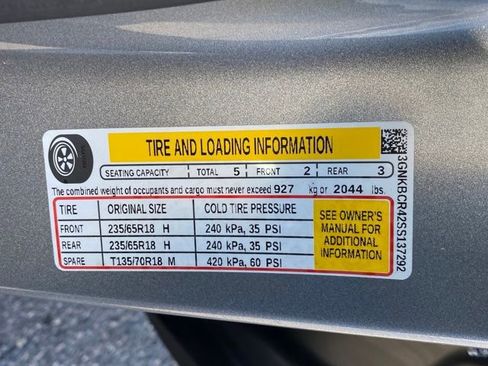 TIRE AND LOADING INFORMATION
SEATING CAPACITY TOTAL 5 FRONT 2 REAR 3
The combined weight of occupants and cargo must never exceed 927 kg or 2044 lbs.
TIRE ORIGINAL SIZE COLD TIRE PRESSURE
FRONT 235/65R18 H 240 kPa, 35 PSI
REAR 235/65R18 H 240 kPa, 35 PSI
SPARE T135/70R18 M 420 kPa, 60 PSI
SEE OWNER'S
MANUAL FOR
ADDITIONAL
INFORMATION
3GNKBCR42SS137292